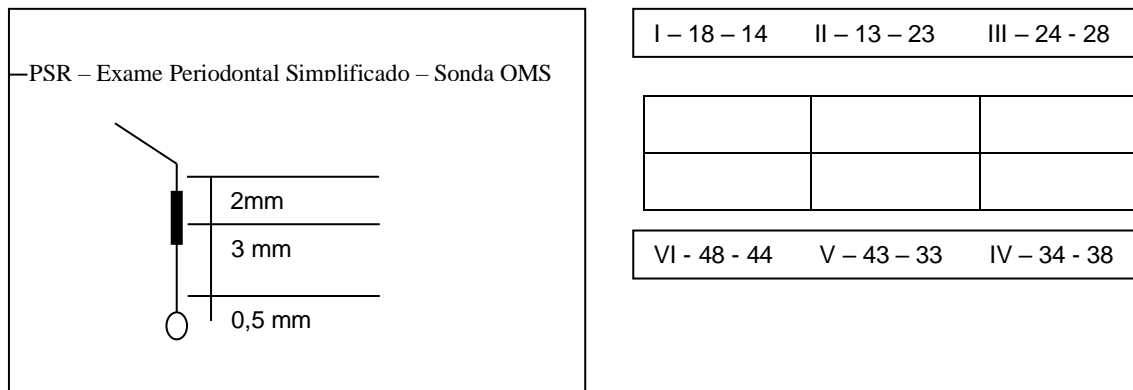 PSR – Exame Periodontal Simplificado – Sonda OMS
2mm
3 mm
0,5 mm
I – 18 – 14 II – 13 – 23 III – 24 - 28
VI - 48 - 44 V – 43 – 33 IV – 34 - 38